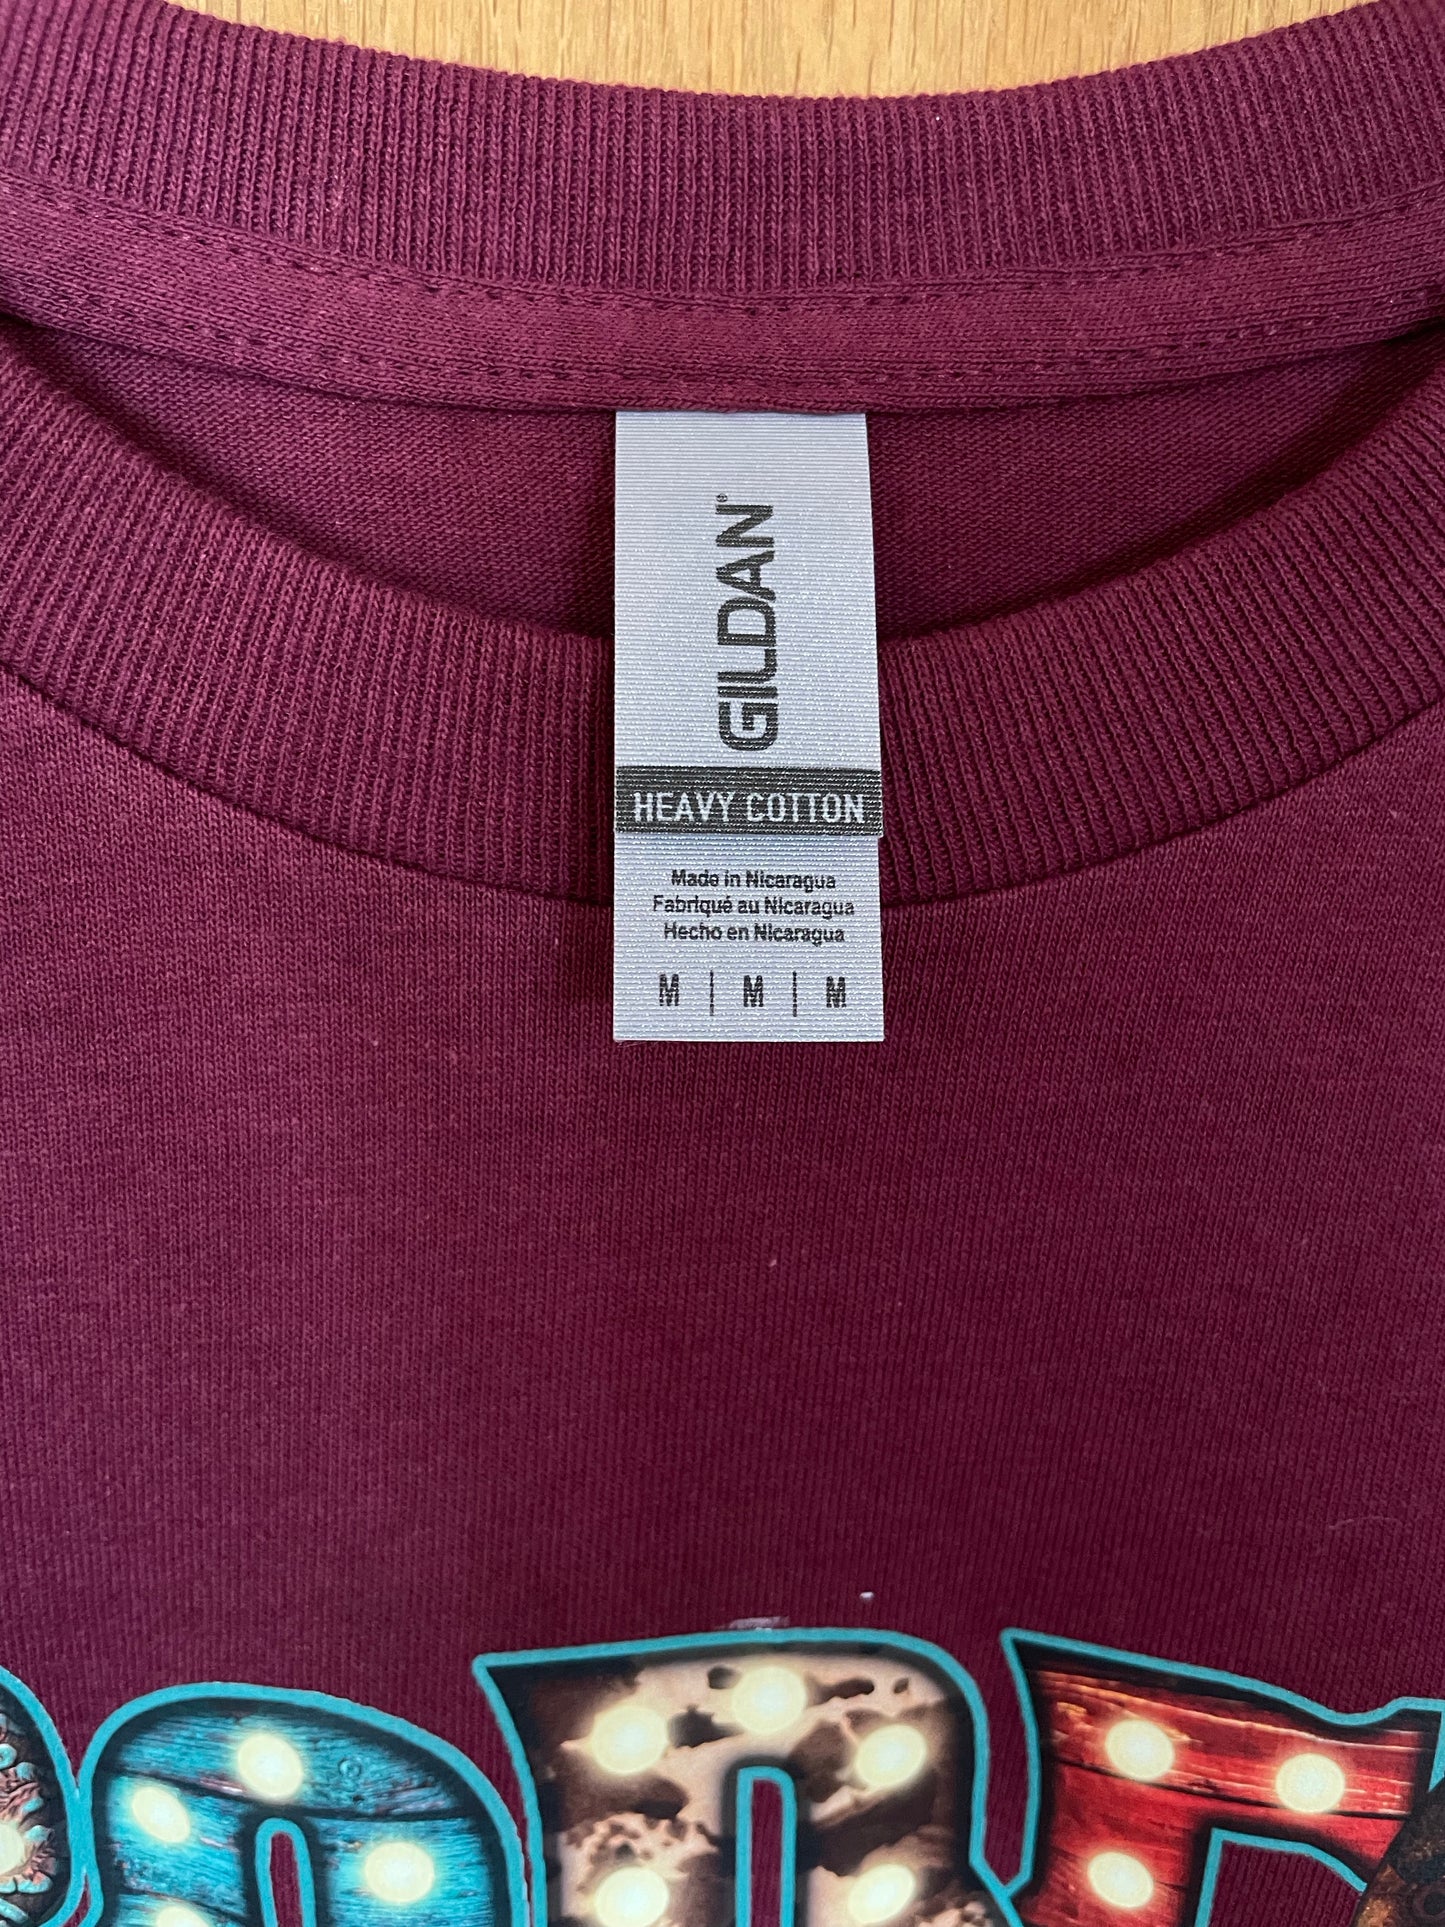 GILDAN®
HEAVY COTTON
Made in Nicaragua
Fabriqué au Nicaragua
Hecho en Nicaragua
M | M | M